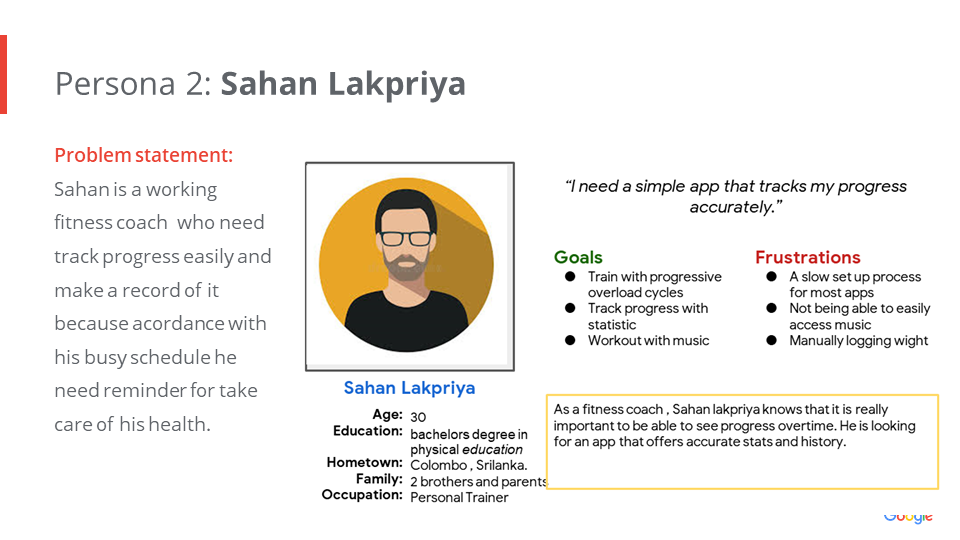 Persona 2: Sahan Lakpriya
Problem statement:
Sahan is a working
fitness coach who need
track progress easily and
make a record of it
because acordance with
his busy schedule he
need reminder for take
care of his health.
Sahan Lakpriya
Age: 30
Education: bachelors degree in
physical education
Hometown: Colombo , Srilanka.
Family: 2 brothers and parents
Occupation: Personal Trainer
“I need a simple app that tracks my progress
accurately.”
Goals
● Train with progressive
overload cycles
● Track progress with
statistic
● Workout with music
Frustrations
● A slow set up process
for most apps
● Not being able to easily
access music
● Manually logging wight
As a fitness coach , Sahan lakpriya knows that it is really
important to be able to see progress overtime. He is looking
for an app that offers accurate stats and history.
Google